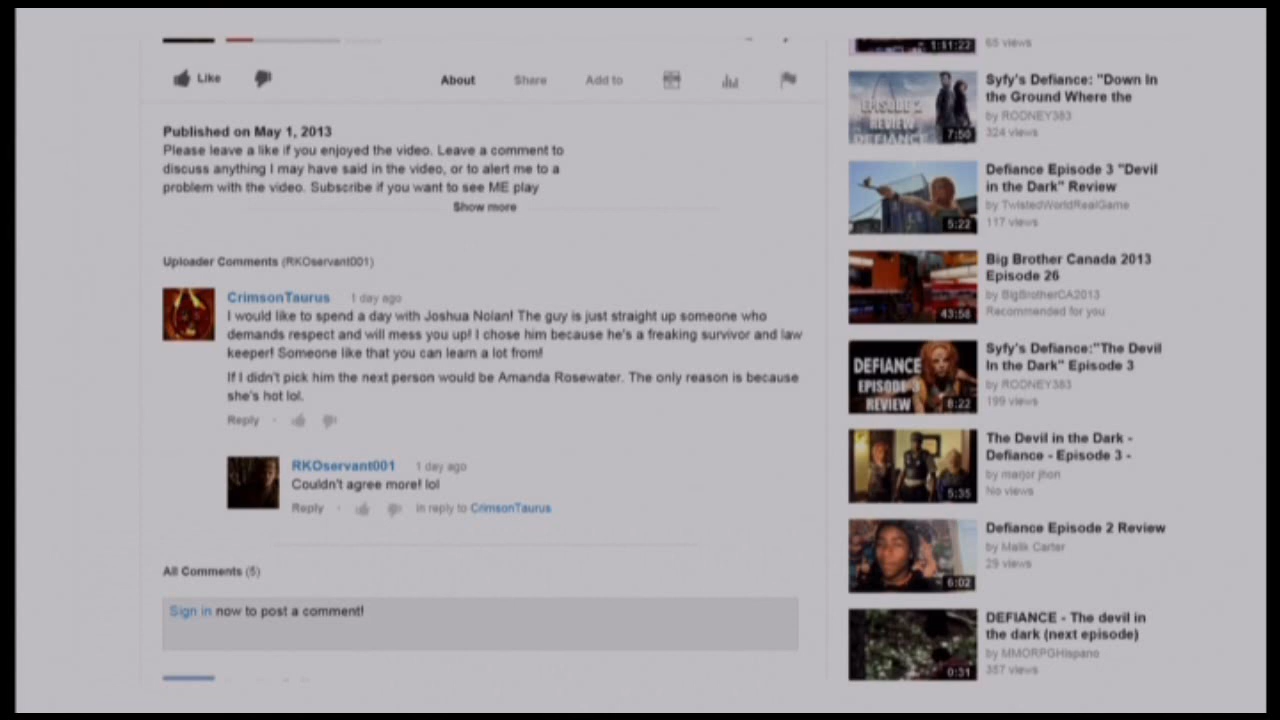 Like
About
Share
Add to
Published on May 1, 2013
Please leave a like if you enjoyed the video. Leave a comment to
discuss anything I may have said in the video, or to alert me to a
problem with the video. Subscribe if you want to see ME play
Show more
Uploader Comments (RKOservant001)
CrimsonTaurus 1 day ago
I would like to spend a day with Joshua Nolan! The guy is just straight up someone who
demands respect and will mess you up! I chose him because he's a freaking survivor and law
keeper! Someone like that you can learn a lot from!
If I didn't pick him the next person would be Amanda Rosewater. The only reason is because
she's hot lol.
Reply ·
RKOservant001 1 day ago
Couldn't agree more! lol
Reply · in reply to CrimsonTaurus
All Comments (5)
Sign in now to post a comment!
1:11:22
65 views
EPISODE 2
REVIEW
DEFIANCE
7:50
Syfy's Defiance: "Down In
the Ground Where the
by RODNEY383
324 views
5:22
Defiance Episode 3 "Devil
in the Dark" Review
by TwistedWorldRealGame
117 views
43:58
Big Brother Canada 2013
Episode 26
by BigBrotherCA2013
Recommended for you
DEFIANCE
EPISODE 3
REVIEW
8:22
Syfy's Defiance:"The Devil
In the Dark" Episode 3
by RODNEY383
199 views
5:35
The Devil in the Dark -
Defiance - Episode 3 -
by marjor jhon
No views
6:02
Defiance Episode 2 Review
by Malik Carter
29 views
0:31
DEFIANCE - The devil in
the dark (next episode)
by MMORPGHispano
357 views